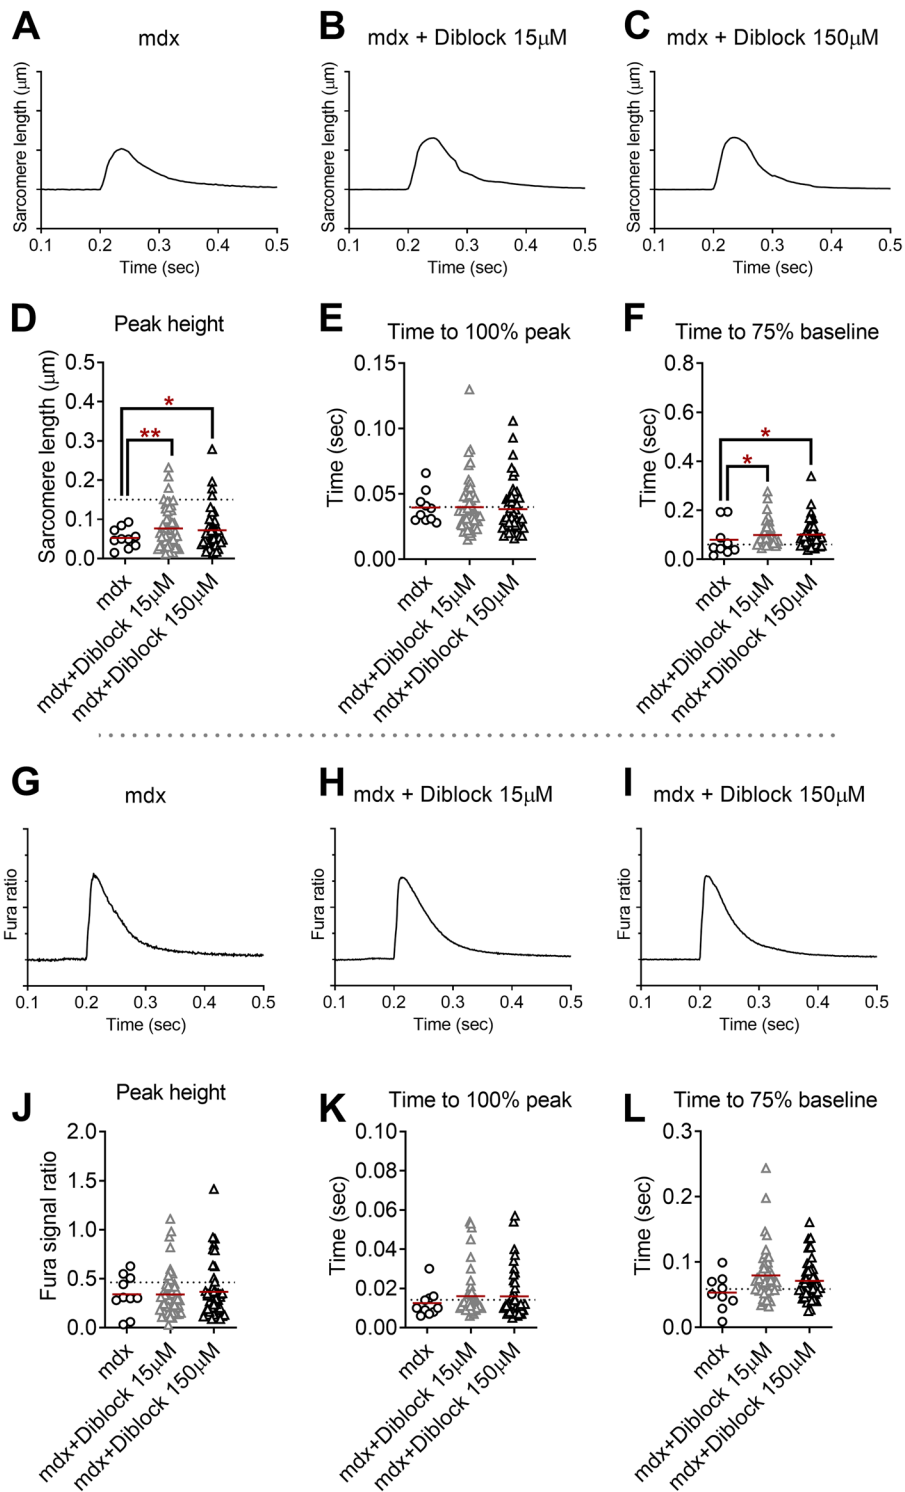 A
mdx
Sarcomere length (μm)
0.1 0.2 0.3 0.4 0.5
Time (sec)
B
mdx + Diblock 15μM
Sarcomere length (μm)
0.1 0.2 0.3 0.4 0.5
Time (sec)
C
mdx + Diblock 150μM
Sarcomere length (μm)
0.1 0.2 0.3 0.4 0.5
Time (sec)
D
Peak height
Sarcomere length (μm)
0.5
0.4
0.3
0.2
0.1
0.0
*
**
mdx
mdx+Diblock 15μM
mdx+Diblock 150μM
E
Time to 100% peak
Time (sec)
0.15
0.10
0.05
0.00
mdx
mdx+Diblock 15μM
mdx+Diblock 150μM
F
Time to 75% baseline
Time (sec)
0.8
0.6
0.4
0.2
0.0
*
*
mdx
mdx+Diblock 15μM
mdx+Diblock 150μM
G
mdx
Fura ratio
0.1 0.2 0.3 0.4 0.5
Time (sec)
H
mdx + Diblock 15μM
Fura ratio
0.1 0.2 0.3 0.4 0.5
Time (sec)
I
mdx + Diblock 150μM
Fura ratio
0.1 0.2 0.3 0.4 0.5
Time (sec)
J
Peak height
Fura signal ratio
2.0
1.5
1.0
0.5
0.0
mdx
mdx+Diblock 15μM
mdx+Diblock 150μM
K
Time to 100% peak
Time (sec)
0.10
0.08
0.06
0.04
0.02
0.00
mdx
mdx+Diblock 15μM
mdx+Diblock 150μM
L
Time to 75% baseline
Time (sec)
0.3
0.2
0.1
0.0
mdx
mdx+Diblock 15μM
mdx+Diblock 150μM